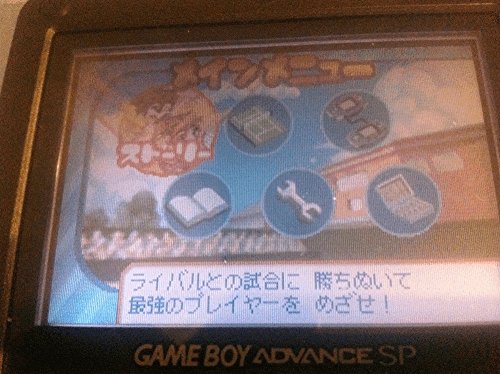 メインメニュー
ストーリー
ライバルとの試合に 勝ちぬいて
最強のプレイヤーを めざせ！
GAME BOY ADVANCE SP